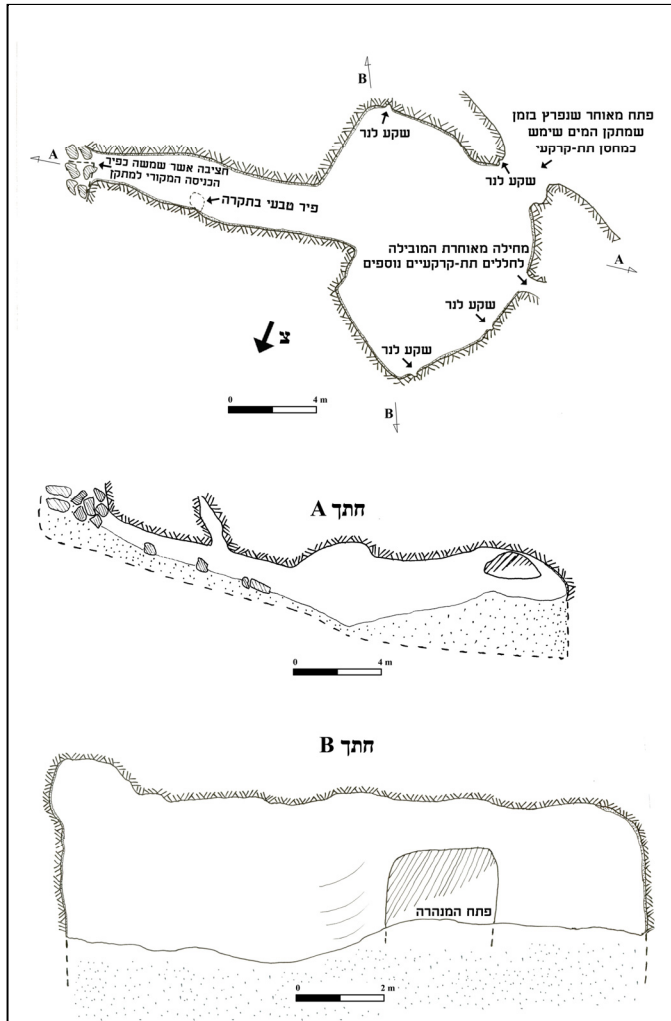 B
פתח מאוחר שנפרץ בזמן
שמתקן המים שימש
כמחסן תת-קרקעי
שקע לנר
שקע לנר
A
חציבה אשר שמשה כפיר
הכניסה המקורי למתקן
פיר טבעי בתקרה
מחילה מאוחרת המובילה
לחללים תת-קרקעיים נוספים
A
שקע לנר
שקע לנר
צ
0 4 m
B
חתך A
0 4 m
חתך B
פתח המנהרה
0 2 m